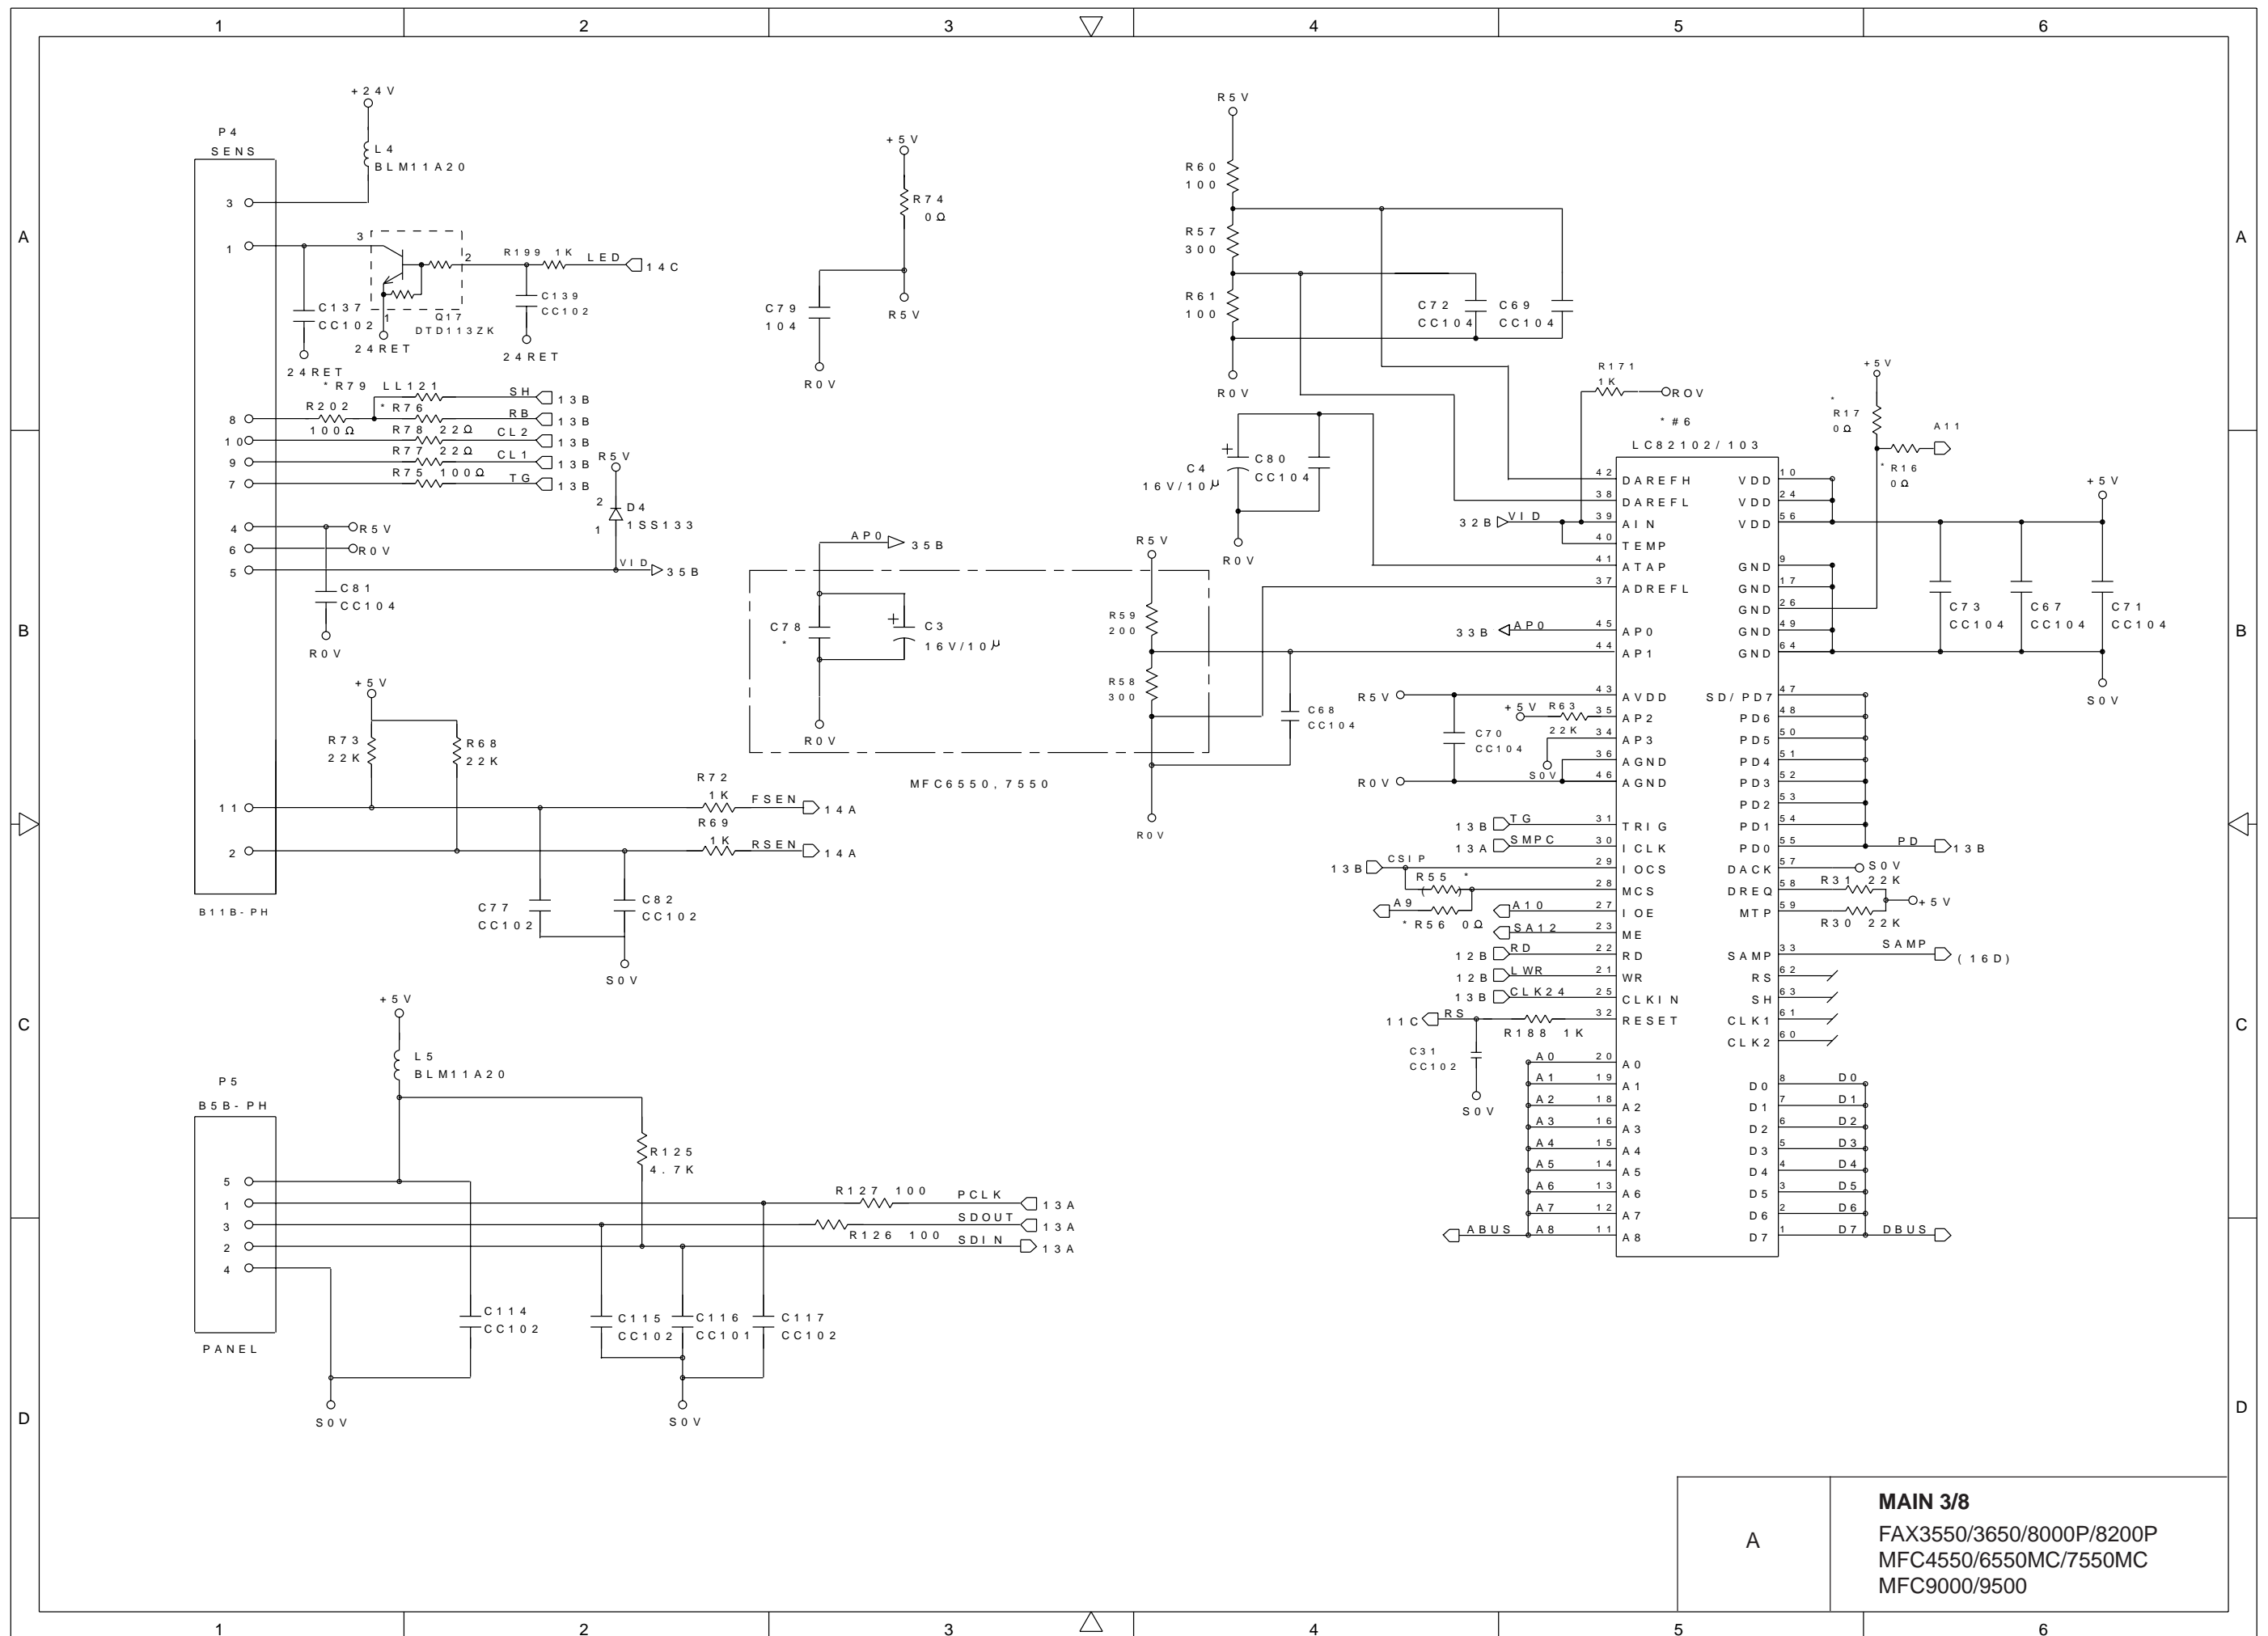 1 2 3 4 5 6
A
B
C
D
A
B
C
D
P4
SENS
3
1
8
10
9
7
4
6
5
11
2
B11B-PH
+24V
L4
BLM11A20
3
2
1
Q17
DTD113ZK
24RET
C137
CC102
24RET
R199 1K
LED
14C
C139
CC102
24RET
* R79 LL121
SH
13B
R202
100Ω
* R76
RB
13B
R78 22Ω
CL2
13B
R77 22Ω
CL1
13B
R75 100Ω
TG
13B
R5V
2
D4
1SS133
1
R5V
R0V
VID
35B
C81
CC104
R0V
+5V
R73
22K
R68
22K
R72
1K
FSEN
14A
R69
1K
RSEN
14A
C77
CC102
C82
CC102
S0V
+5V
R74
0Ω
C79
104
R5V
R0V
AP0
35B
C78
*
C3
+
16V/10μ
R0V
R5V
R59
200
R58
300
R0V
MFC6550,7550
C68
CC104
R5V
R60
100
R57
300
R61
100
R0V
C72
CC104
C69
CC104
+
C4
16V/10μ
C80
CC104
R0V
R171
1K
ROV
* #6
LC82102/103
+5V
*
R17
0Ω
A11
* R16
0Ω
32B
VID
33B
AP0
R5V
C70
CC104
R0V
+5V
R63
22K
S0V
13B
TG
13A
SMPC
13B
CSIP
R55 *
A9
* R56 0Ω
A10
SA12
12B
RD
12B
LWR
13B
CLK24
11C
RS
R188 1K
C31
CC102
S0V
42 DAREFH
38 DAREFL
39 AIN
40 TEMP
41 ATAP
37 ADREFL
45 AP0
44 AP1
43 AVDD
35 AP2
34 AP3
36 AGND
46 AGND
31 TRIG
30 ICLK
29 IOCS
28 MCS
27 IOE
23 ME
22 RD
21 WR
25 CLKIN
32 RESET
A0 20 A0
A1 19 A1
A2 18 A2
A3 16 A3
A4 15 A4
A5 14 A5
A6 13 A6
A7 12 A7
ABUS A8 11 A8
VDD 10
VDD 24
VDD 56
GND 9
GND 17
GND 26
GND 49
GND 64
SD/PD7 47
PD6 48
PD5 50
PD4 51
PD3 52
PD2 53
PD1 54
PD0 55 PD 13B
DACK 57 S0V
DREQ 58 R31 22K
+5V
MTP 59
R30 22K
SAMP 33 SAMP (16D)
RS 62
SH 63
CLK1 61
CLK2 60
D0 8 D0
D1 7 D1
D2 6 D2
D3 5 D3
D4 4 D4
D5 3 D5
D6 2 D6
D7 1 D7 DBUS
+5V
C73
CC104
C67
CC104
C71
CC104
S0V
+5V
L5
BLM11A20
P5
B5B-PH
5
1
3
2
4
PANEL
R125
4.7K
R127 100
PCLK
13A
SDOUT
13A
R126 100
SDIN
13A
C114
CC102
C115
CC102
C116
CC101
C117
CC102
S0V
S0V
A
MAIN 3/8
FAX3550/3650/8000P/8200P
MFC4550/6550MC/7550MC
MFC9000/9500
1 2 3 4 5 6